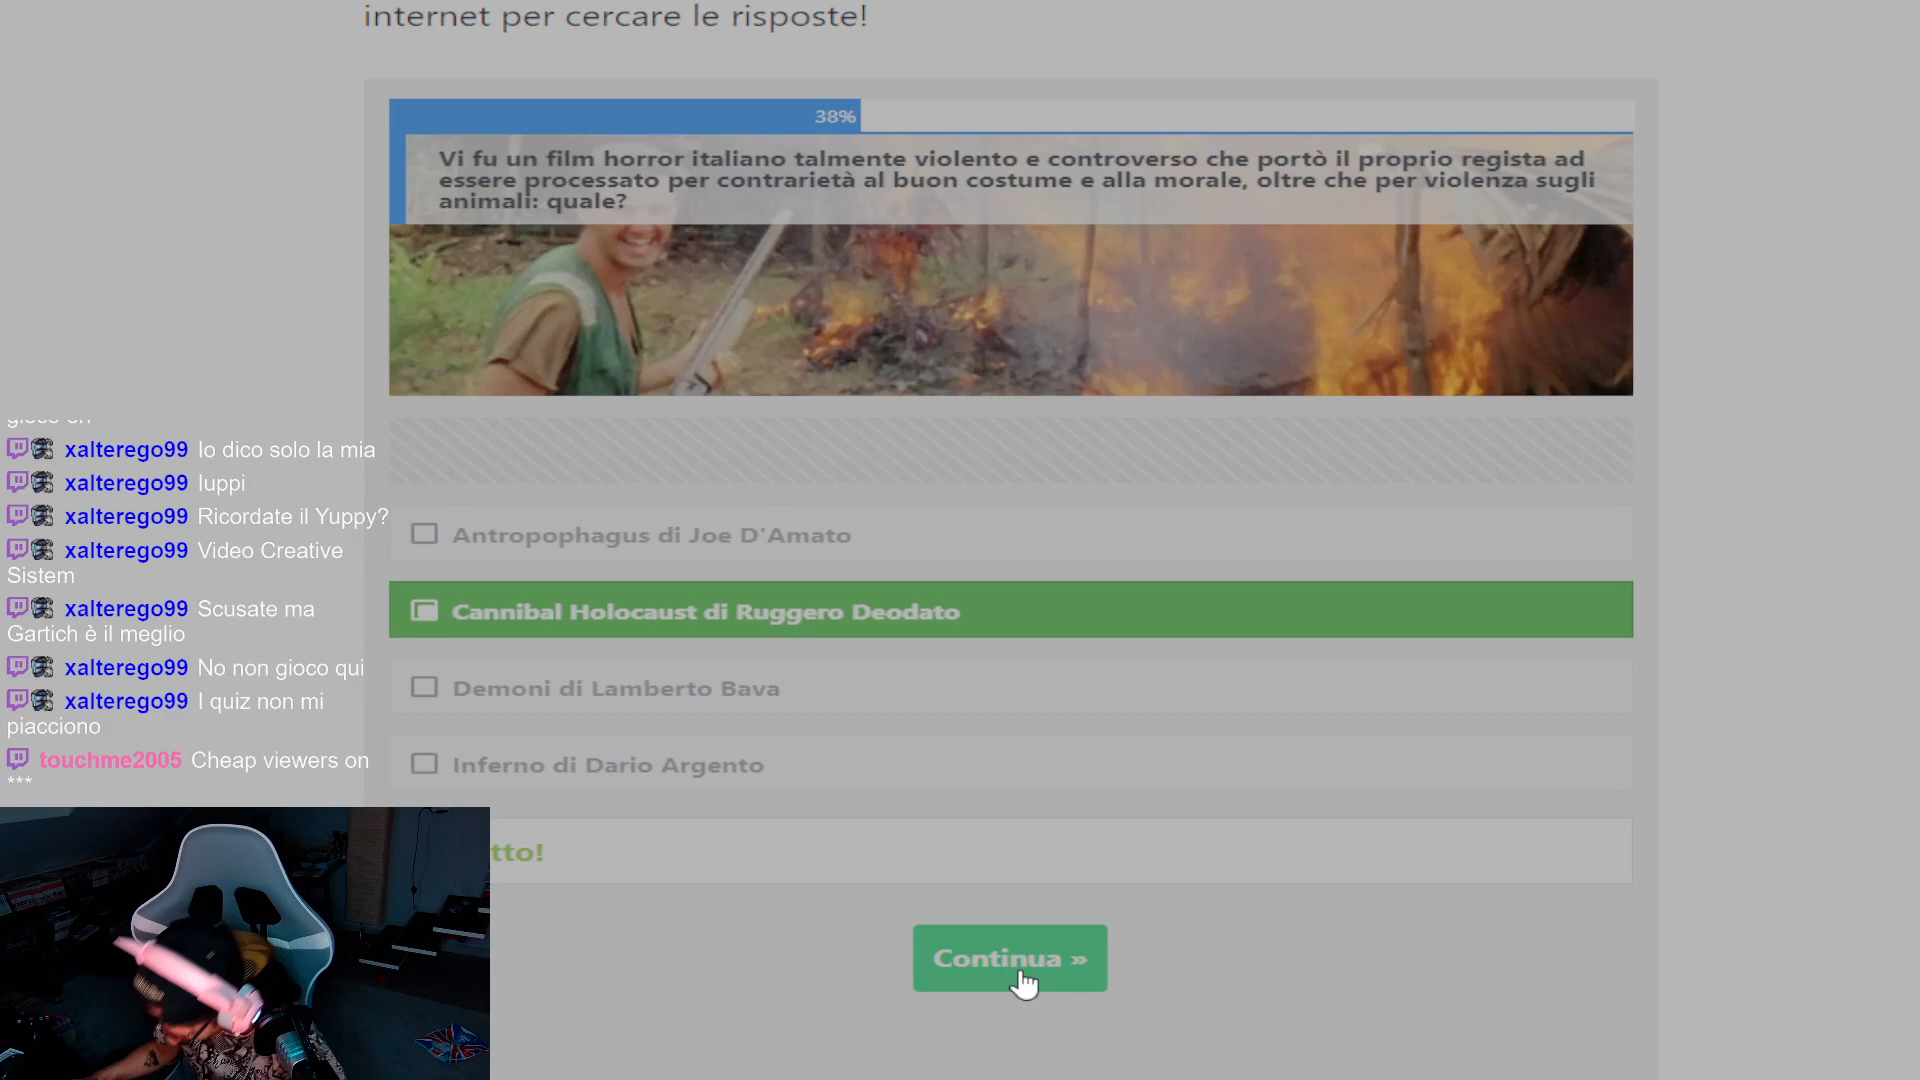 internet per cercare le risposte!
38%
Vi fu un film horror italiano talmente violento e controverso che portò il proprio regista ad
essere processato per contrarietà al buon costume e alla morale, oltre che per violenza sugli
animali: quale?
Antropophagus di Joe D'Amato
Cannibal Holocaust di Ruggero Deodato
Demoni di Lamberto Bava
Inferno di Dario Argento
tto!
Continua »
xalterego99 Io dico solo la mia
xalterego99 Iuppi
xalterego99 Ricordate il Yuppy?
xalterego99 Video Creative
Sistem
xalterego99 Scusate ma
Gartich è il meglio
xalterego99 No non gioco qui
xalterego99 I quiz non mi
piacciono
touchme2005 Cheap viewers on
***